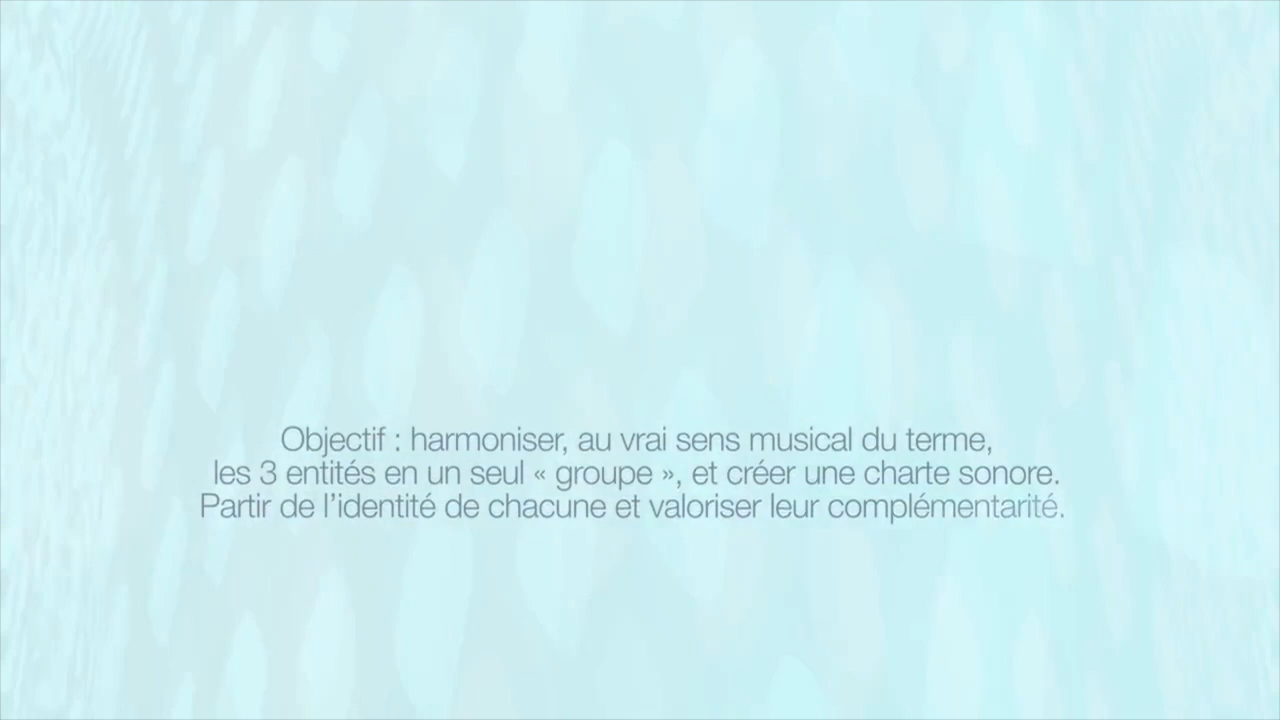 Objectif : harmoniser, au vrai sens musical du terme,
les 3 entités en un seul « groupe », et créer une charte sonore.
Partir de l’identité de chacune et valoriser leur complémentarité.